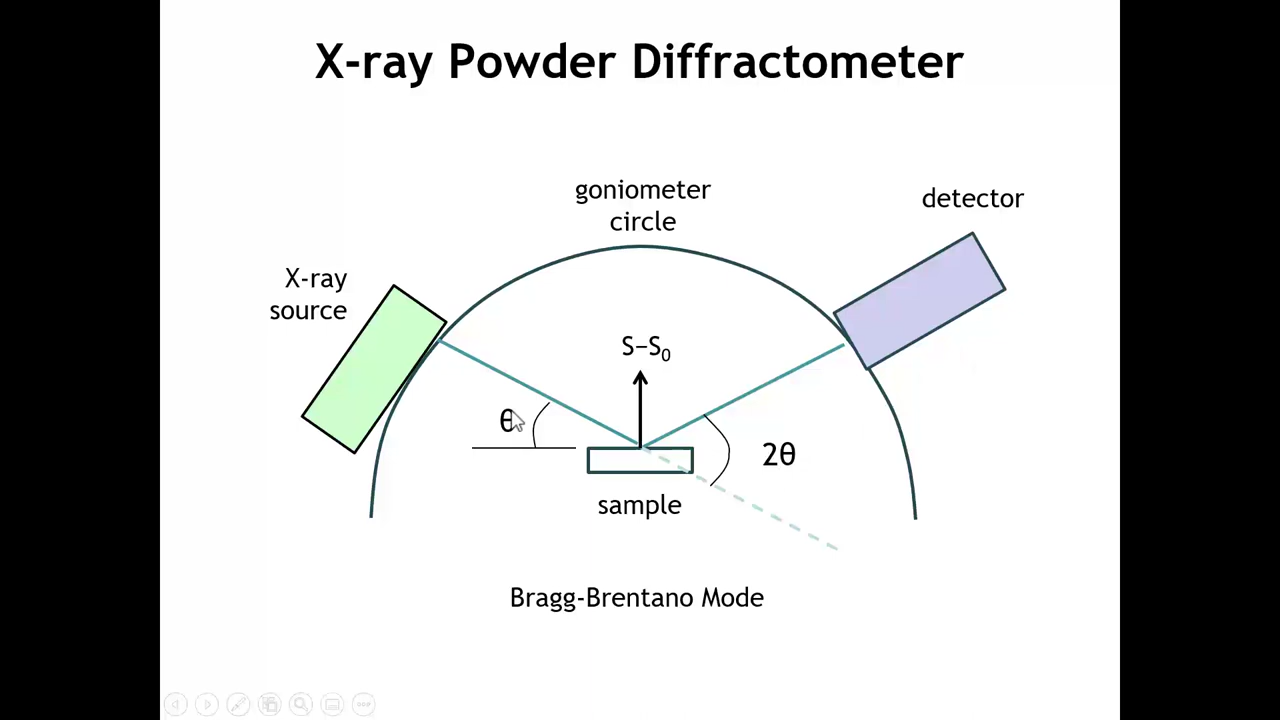 X-ray Powder Diffractometer
goniometer
circle
detector
X-ray
source
S–S₀
θ
2θ
sample
Bragg-Brentano Mode